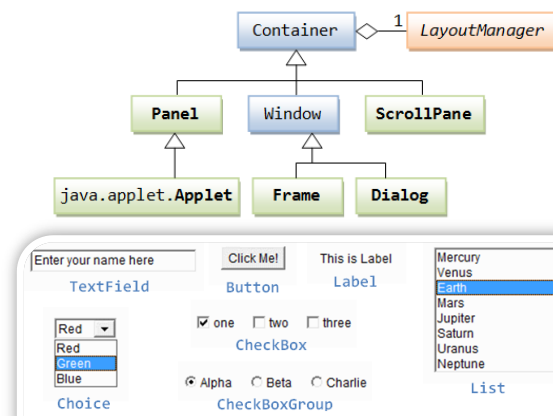 Container
1
LayoutManager
Panel
Window
ScrollPane
java.applet.Applet
Frame
Dialog
Enter your name here
TextField
Click Me!
Button
This is Label
Label
Mercury
Venus
Earth
Mars
Jupiter
Saturn
Uranus
Neptune
List
Red
Red
Green
Blue
Choice
one two three
CheckBox
Alpha Beta Charlie
CheckBoxGroup